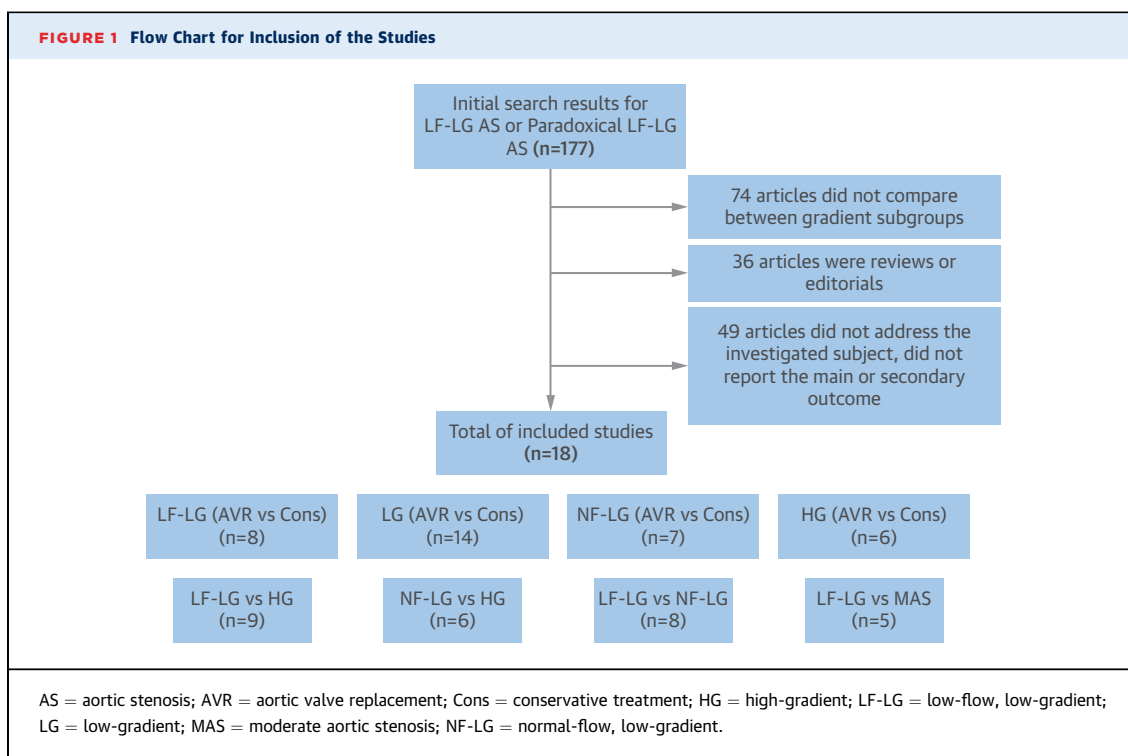 FIGURE 1 Flow Chart for Inclusion of the Studies
Initial search results for
LF-LG AS or Paradoxical LF-LG
AS (n=177)
74 articles did not compare
between gradient subgroups
36 articles were reviews or
editorials
49 articles did not address the
investigated subject, did not
report the main or secondary
outcome
Total of included studies
(n=18)
LF-LG (AVR vs Cons)
(n=8)
LG (AVR vs Cons)
(n=14)
NF-LG (AVR vs Cons)
(n=7)
HG (AVR vs Cons)
(n=6)
LF-LG vs HG
(n=9)
NF-LG vs HG
(n=6)
LF-LG vs NF-LG
(n=8)
LF-LG vs MAS
(n=5)
AS = aortic stenosis; AVR = aortic valve replacement; Cons = conservative treatment; HG = high-gradient; LF-LG = low-flow, low-gradient;
LG = low-gradient; MAS = moderate aortic stenosis; NF-LG = normal-flow, low-gradient.